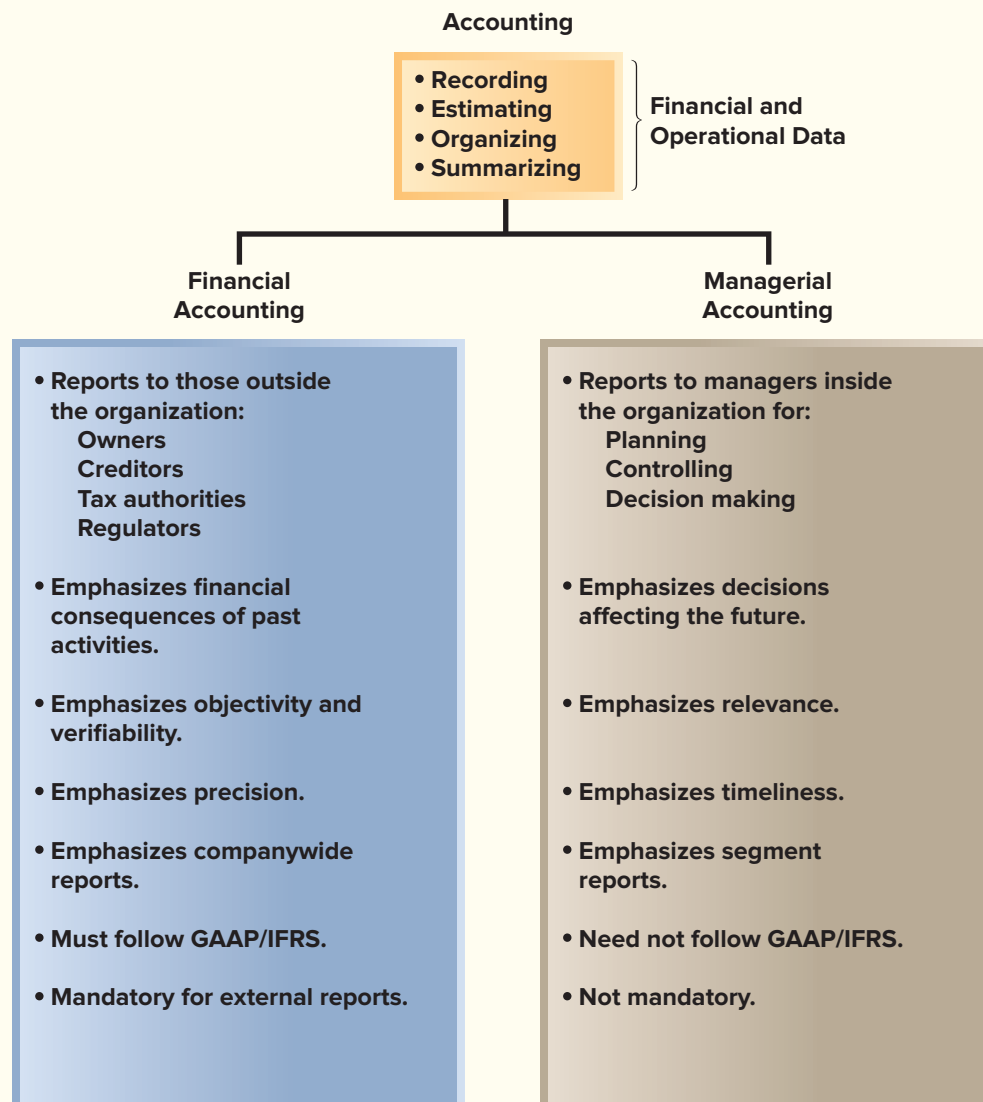 Accounting
• Recording
• Estimating
• Organizing
• Summarizing
Financial and
Operational Data
Financial
Accounting
Managerial
Accounting
• Reports to those outside
the organization:
Owners
Creditors
Tax authorities
Regulators
• Emphasizes financial
consequences of past
activities.
• Emphasizes objectivity and
verifiability.
• Emphasizes precision.
• Emphasizes companywide
reports.
• Must follow GAAP/IFRS.
• Mandatory for external reports.
• Reports to managers inside
the organization for:
Planning
Controlling
Decision making
• Emphasizes decisions
affecting the future.
• Emphasizes relevance.
• Emphasizes timeliness.
• Emphasizes segment
reports.
• Need not follow GAAP/IFRS.
• Not mandatory.